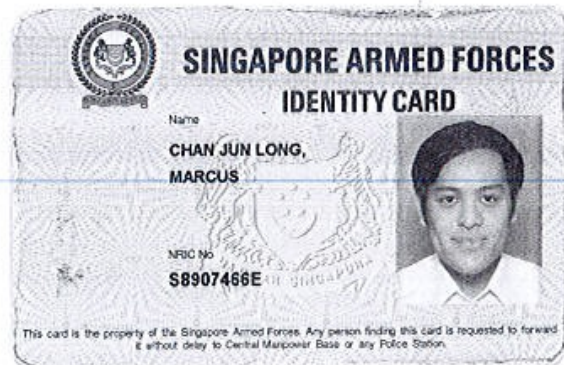 SINGAPORE ARMED FORCES
IDENTITY CARD
Name
CHAN JUN LONG,
MARCUS
NRIC No
S8907466E
This card is the property of the Singapore Armed Forces. Any person finding this card is requested to forward
it without delay to Central Manpower Base or any Police Station.